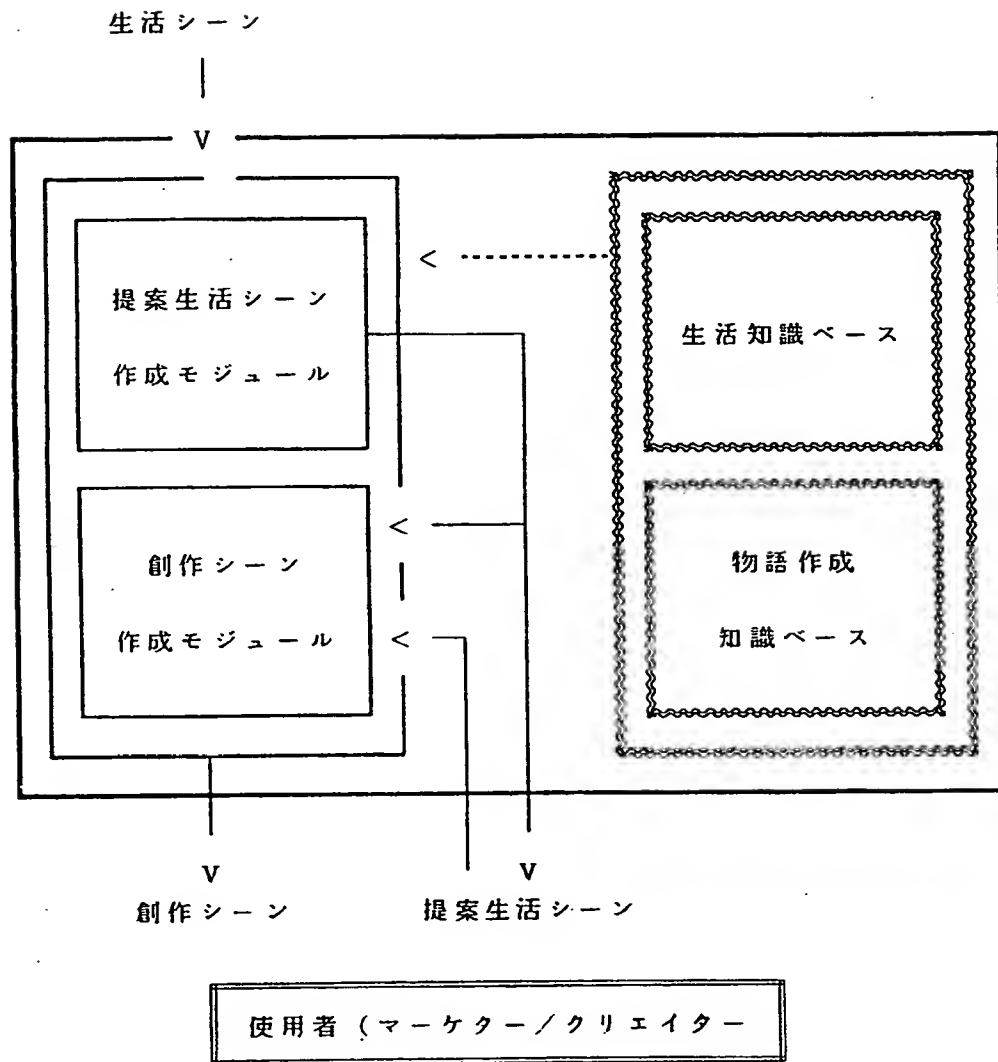 生活シーン
提案生活シーン
作成モジュール
生活知識ベース
創作シーン
作成モジュール
物語作成
知識ベース
創作シーン
提案生活シーン
使用者 (マーケター/クリエイター